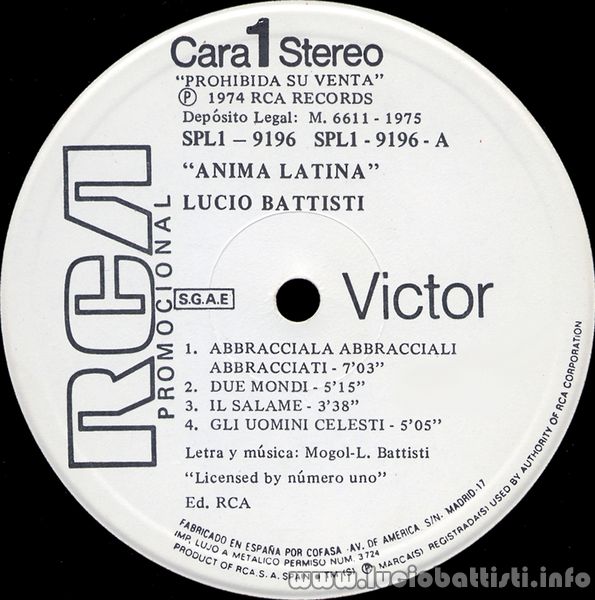 Cara 1 Stereo
"PROHIBIDA SU VENTA"
Ⓟ 1974 RCA RECORDS
Depósito Legal: M. 6611 - 1975
SPL1 – 9196 SPL1 - 9196 - A
"ANIMA LATINA"
LUCIO BATTISTI
RCA
PROMOCIONAL
S.G.A.E
Victor
1. ABBRACCIALA ABBRACCIALI
ABBRACCIATI - 7'03"
2. DUE MONDI - 5'15"
3. IL SALAME - 3'38"
4. GLI UOMINI CELESTI - 5'05"
Letra y música: Mogol-L. Battisti
"Licensed by número uno"
Ed. RCA
FABRICADO EN ESPAÑA POR COFASA · AV. DE AMERICA, S/N · MADRID-17
IMP. LUJO A METALICO PERMISO NUM. 3724
PRODUCT OF RCA S. A. SPAIN
MARCA(S) REGISTRADA(S) USED BY AUTHORITY OF RCA CORPORATION
www.luciobattisti.info